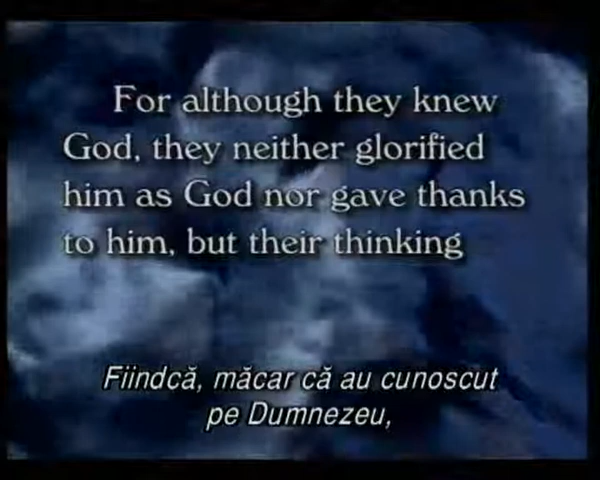 For although they knew
God, they neither glorified
him as God nor gave thanks
to him, but their thinking
Fiindcă, măcar că au cunoscut
pe Dumnezeu,